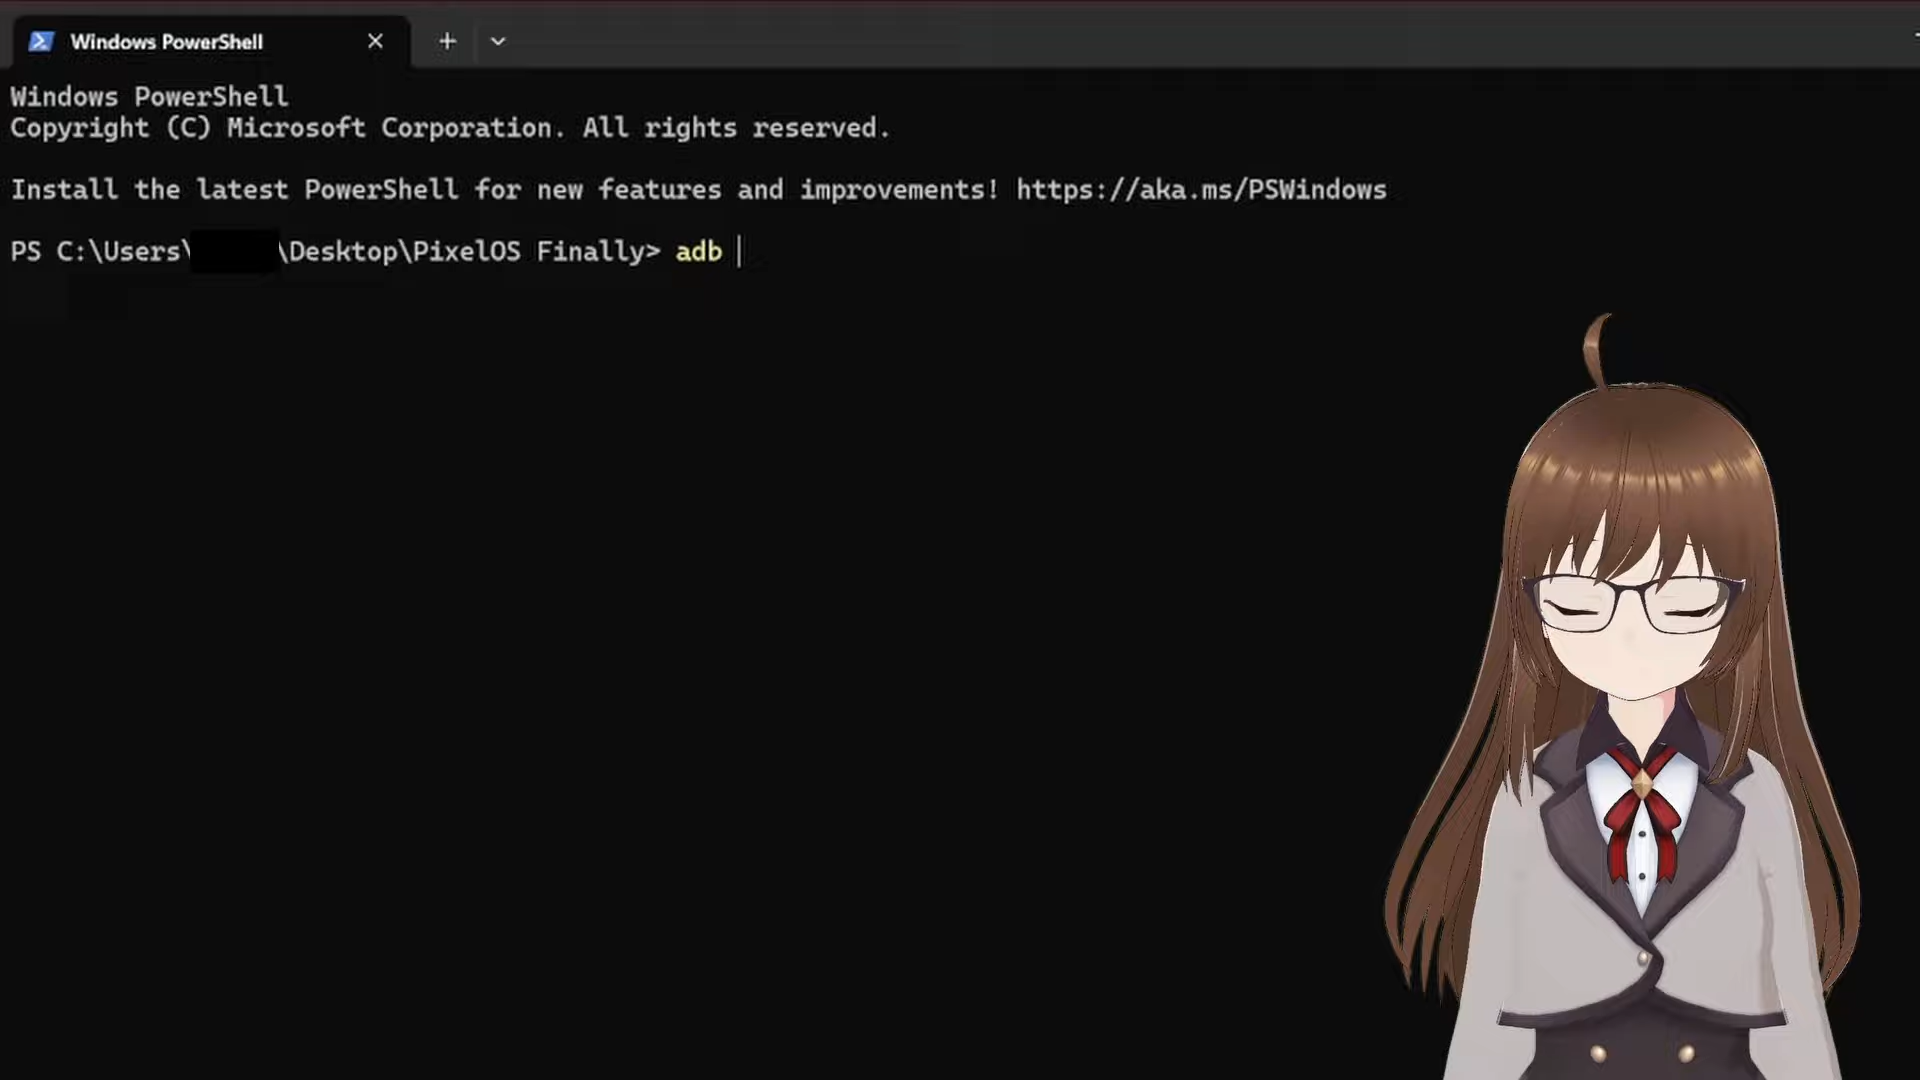 Windows PowerShell
Windows PowerShell
Copyright (C) Microsoft Corporation. All rights reserved.
Install the latest PowerShell for new features and improvements! https://aka.ms/PSWindows
PS C:\Users\ \Desktop\PixelOS Finally> adb